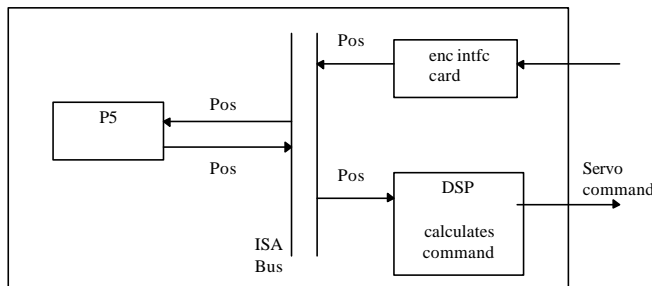 Pos
enc intfc
card
Pos
P5
Pos
Pos
DSP
calculates
command
Servo
command
ISA
Bus